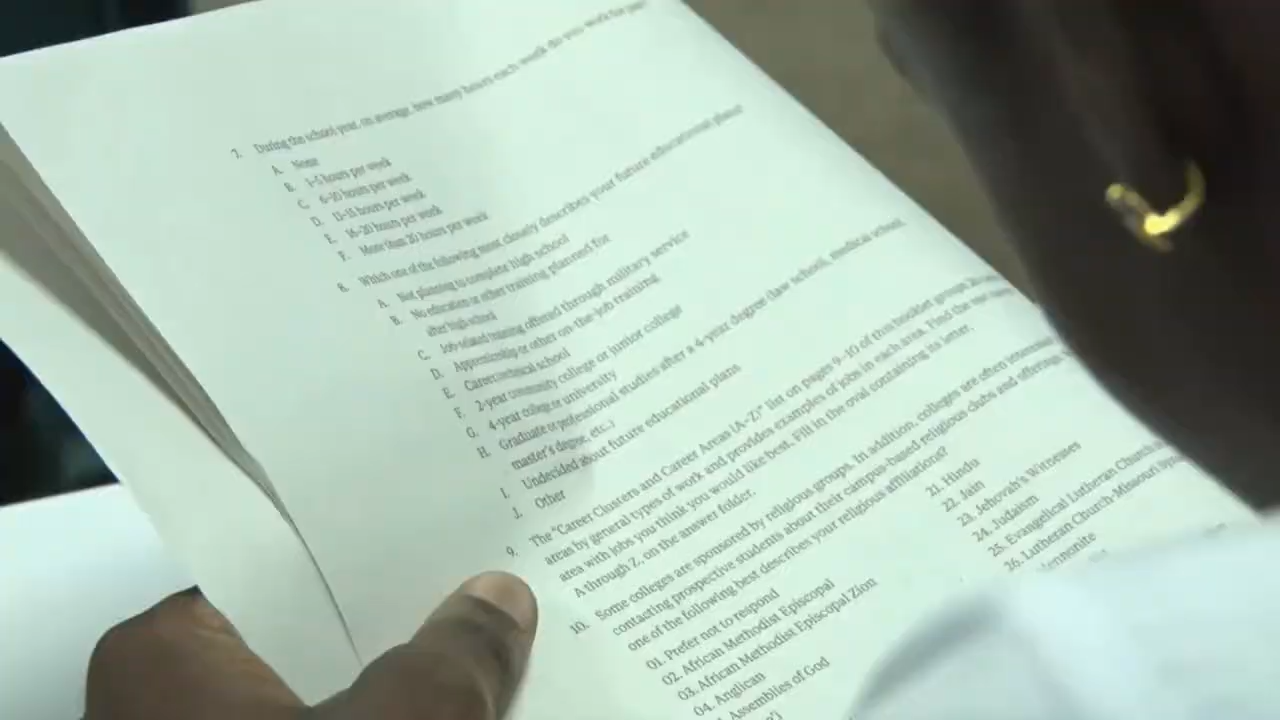 7. During the school year, on average, how many hours each week do you work for pay?
A. None
B. 1-5 hours per week
C. 6-10 hours per week
D. 11-15 hours per week
E. 16-20 hours per week
F. More than 20 hours per week
8. Which one of the following most closely describes your future educational plans?
A. Not planning to complete high school
B. No education or other training planned for
after high school
C. Job-related training offered through military service
D. Apprenticeship or other on-the-job training
E. Career/technical school
F. 2-year community college or junior college
G. 4-year college or university
H. Graduate or professional studies after a 4-year degree (law school, medical school,
master's degree, etc.)
I. Undecided about future educational plans
J. Other
9. The "Career Clusters and Career Areas (A–Z)" list on pages 9–10 of this booklet groups
areas by general types of work and provides examples of jobs in each area. Find the
area with jobs you think you would like best. Fill in the oval containing its letter,
A through Z, on the answer folder.
10. Some colleges are sponsored by religious groups. In addition, colleges are often
contacting prospective students about their campus-based religious clubs and offerings.
one of the following best describes your religious affiliation?
01. Prefer not to respond
02. African Methodist Episcopal
03. African Methodist Episcopal Zion
04. Anglican
Assemblies of God
21. Hindu
22. Jain
23. Jehovah's Witnesses
24. Judaism
25. Evangelical Lutheran Church
26. Lutheran Church-Missouri
Mennonite